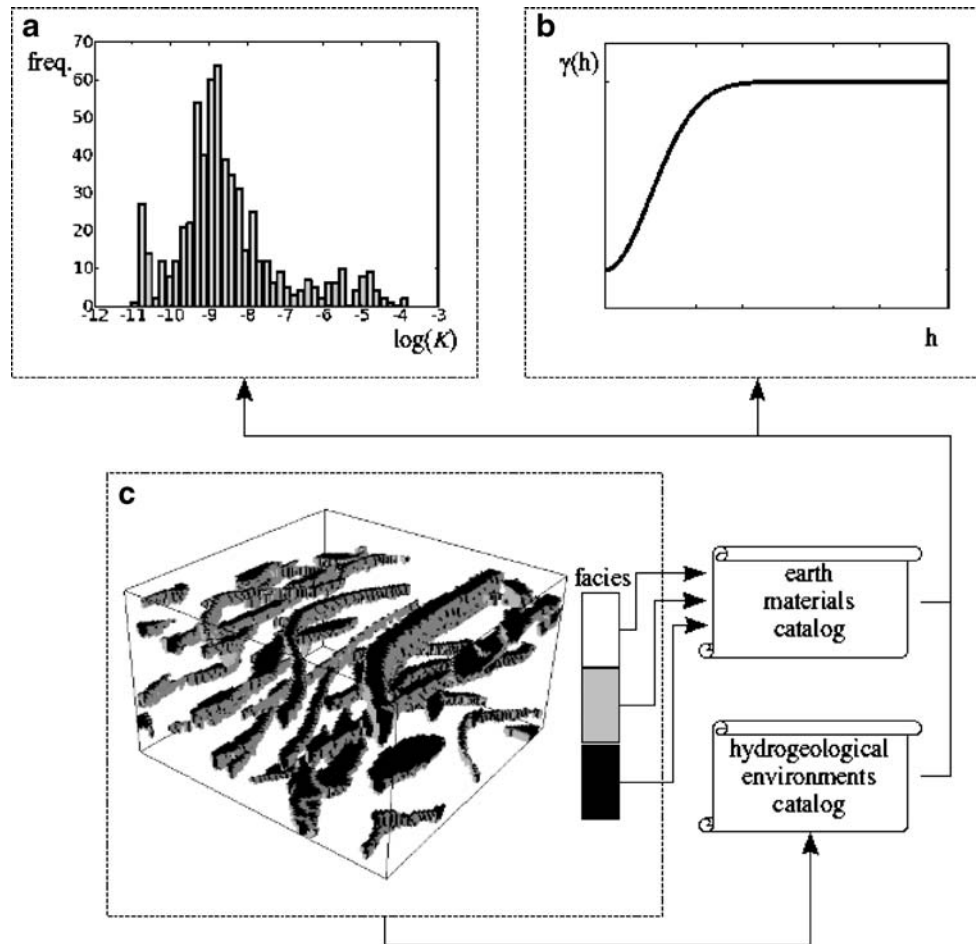 a
freq.
70
60
50
40
30
20
10
0
-12 -11 -10 -9 -8 -7 -6 -5 -4 -3
log(K)
b
γ(h)
h
c
facies
earth
materials
catalog
hydrogeological
environments
catalog